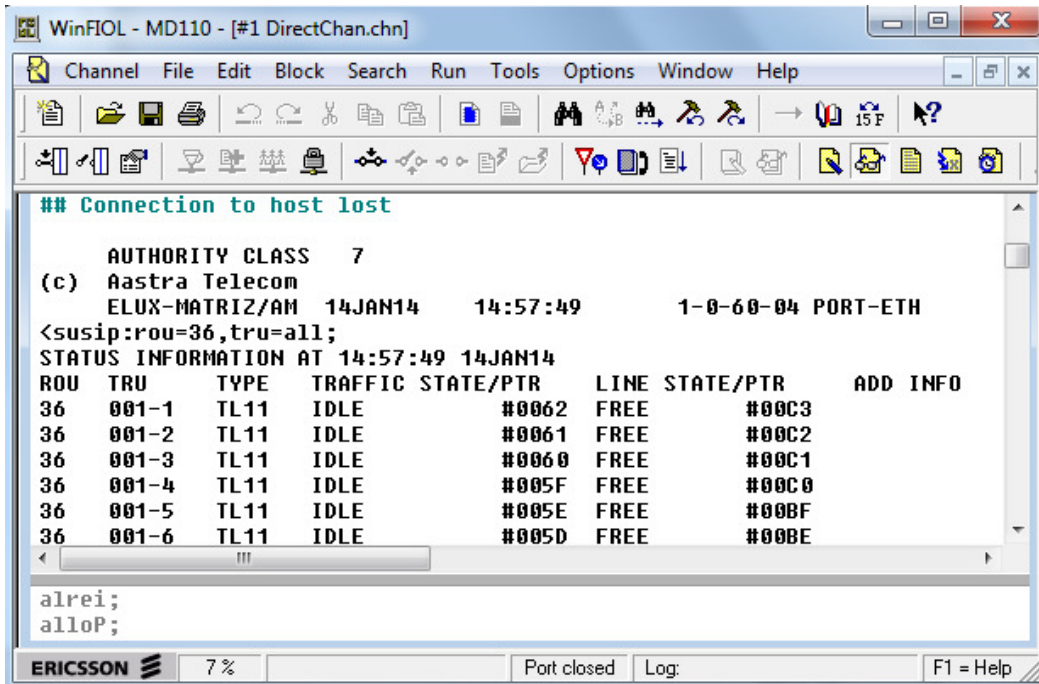 WinFIOL - MD110 - [#1 DirectChan.chn]
Channel File Edit Block Search Run Tools Options Window Help
## Connection to host lost
AUTHORITY CLASS 7
(c) Aastra Telecom
ELUX-MATRIZ/AM 14JAN14 14:57:49 1-0-60-04 PORT-ETH
<susip:rou=36,tru=all;
STATUS INFORMATION AT 14:57:49 14JAN14
ROU TRU TYPE TRAFFIC STATE/PTR LINE STATE/PTR ADD INFO
36 001-1 TL11 IDLE #0062 FREE #00C3
36 001-2 TL11 IDLE #0061 FREE #00C2
36 001-3 TL11 IDLE #0060 FREE #00C1
36 001-4 TL11 IDLE #005F FREE #00C0
36 001-5 TL11 IDLE #005E FREE #00BF
36 001-6 TL11 IDLE #005D FREE #00BE
alrei;
alloP;
ERICSSON 7% Port closed Log: F1 = Help